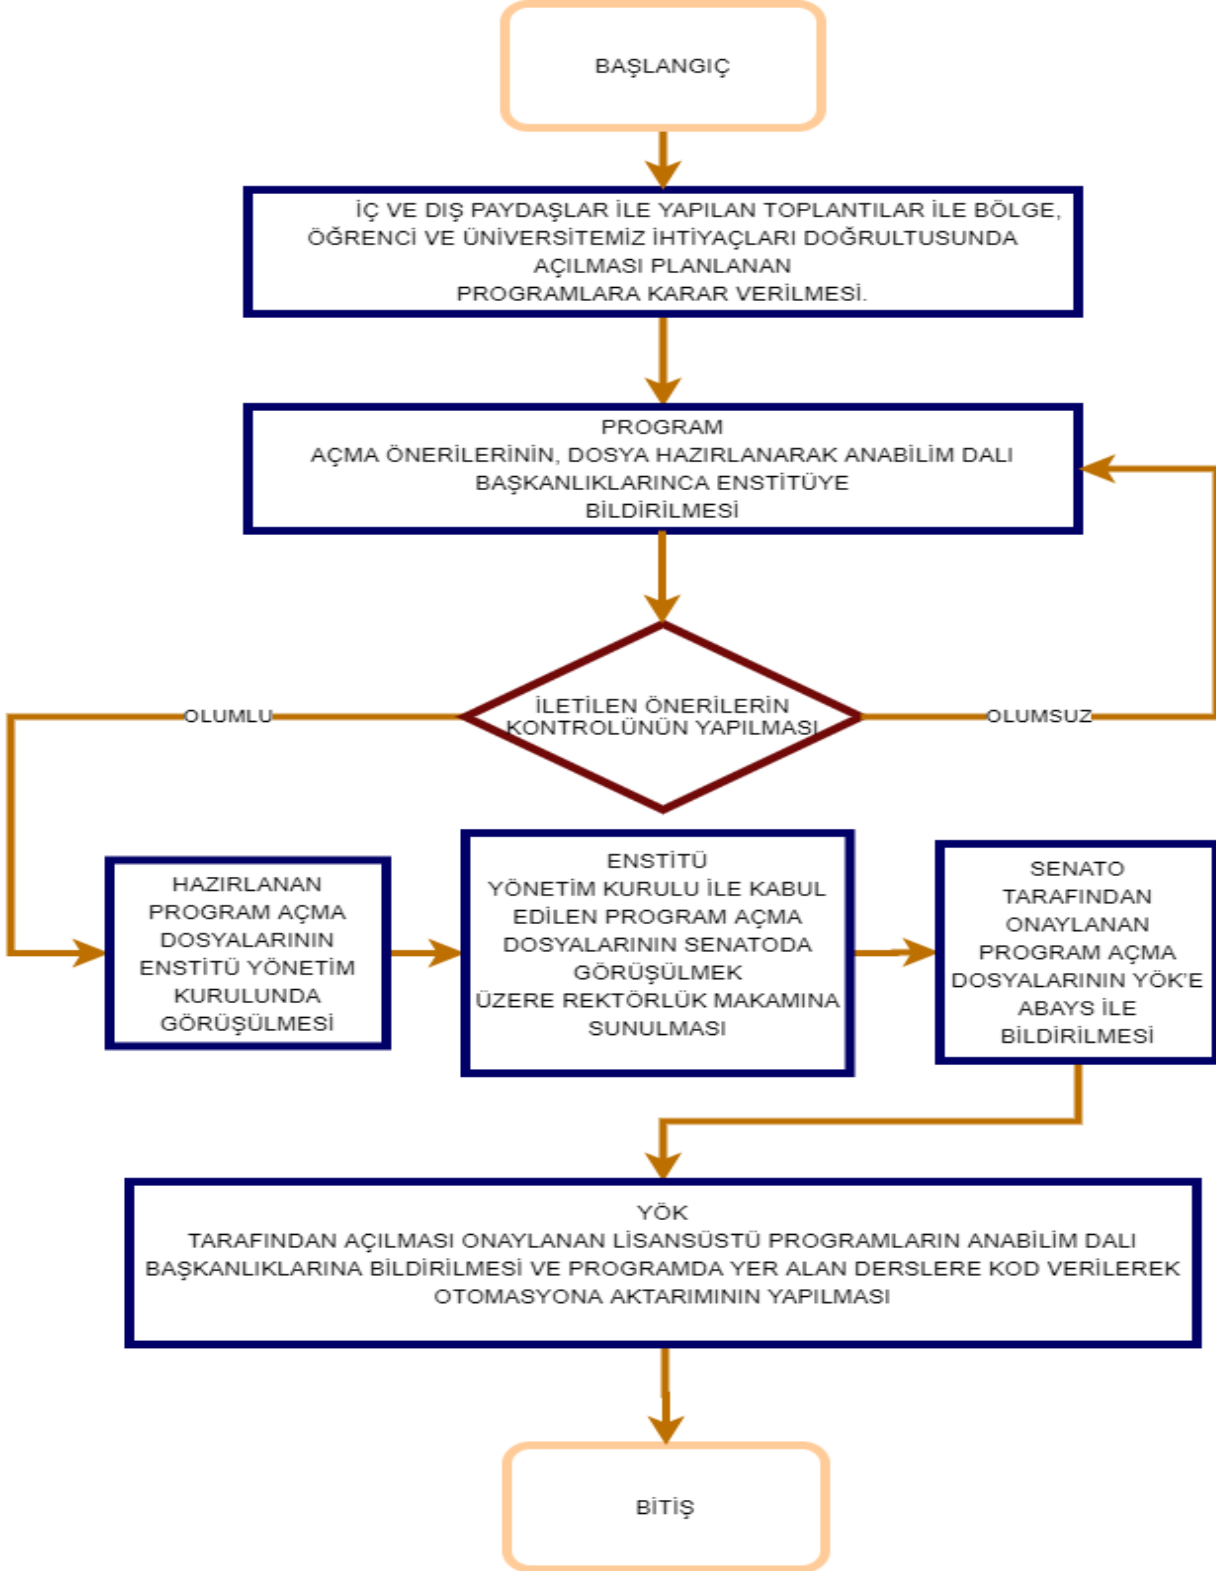 BAŞLANGIÇ
İÇ VE DIŞ PAYDAŞLAR İLE YAPILAN TOPLANTILAR İLE BÖLGE,
ÖĞRENCİ VE ÜNİVERSİTEMİZ İHTİYAÇLARI DOĞRULTUSUNDA
AÇILMASI PLANLANAN
PROGRAMLARA KARAR VERİLMESİ.
PROGRAM
AÇMA ÖNERİLERİNİN, DOSYA HAZIRLANARAK ANABİLİM DALI
BAŞKANLIKLARINCA ENSTİTÜYE
BİLDİRİLMESİ
İLETİLEN ÖNERİLERİN
KONTROLÜNÜN YAPILMASI
OLUMLU
OLUMSUZ
HAZIRLANAN
PROGRAM AÇMA
DOSYALARININ
ENSTİTÜ YÖNETİM
KURULUNDA
GÖRÜŞÜLMESİ
ENSTİTÜ
YÖNETİM KURULU İLE KABUL
EDİLEN PROGRAM AÇMA
DOSYALARININ SENATODA
GÖRÜŞÜLMEK
ÜZERE REKTÖRLÜK MAKAMINA
SUNULMASI
SENATO
TARAFINDAN
ONAYLANAN
PROGRAM AÇMA
DOSYALARININ YÖK'E
ABAYS İLE
BİLDİRİLMESİ
YÖK
TARAFINDAN AÇILMASI ONAYLANAN LİSANSÜSTÜ PROGRAMLARIN ANABİLİM DALI
BAŞKANLIKLARINA BİLDİRİLMESİ VE PROGRAMDA YER ALAN DERSLERE KOD VERİLEREK
OTOMASYONA AKTARIMININ YAPILMASI
BİTİŞ